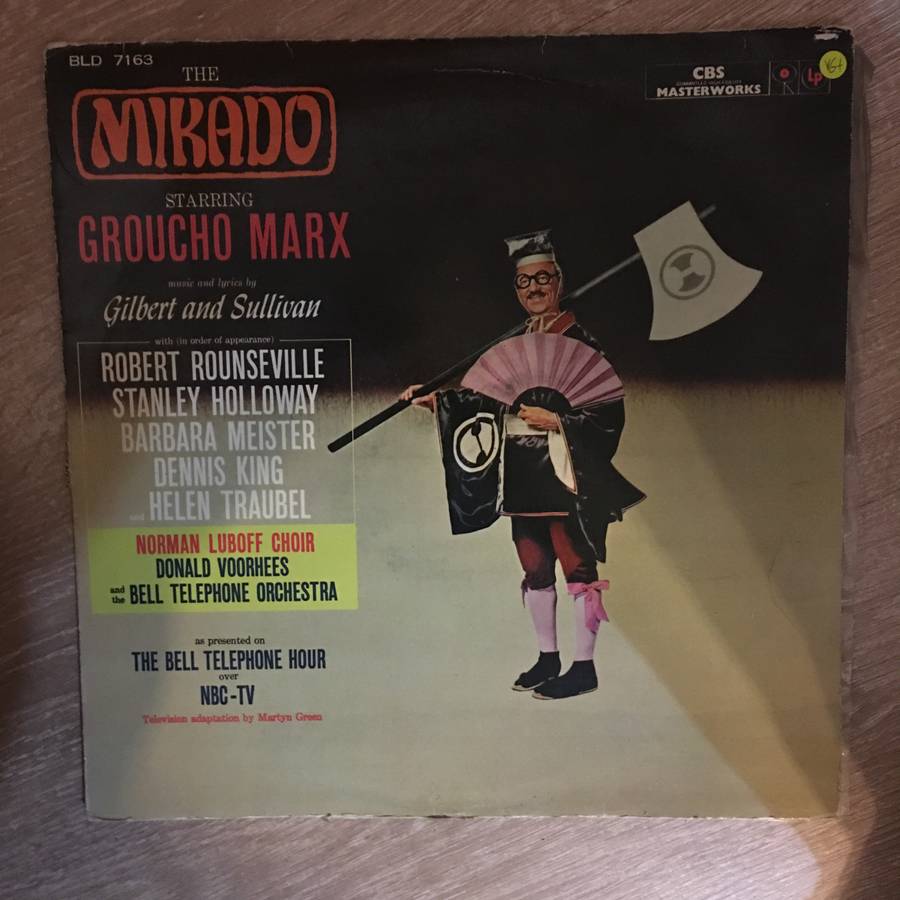 BLD 7163
THE
MIKADO
STARRING
GROUCHO MARX
music and lyrics by
Gilbert and Sullivan
with (in order of appearance)
ROBERT ROUNSEVILLE
STANLEY HOLLOWAY
BARBARA MEISTER
DENNIS KING
and HELEN TRAUBEL
NORMAN LUBOFF CHOIR
DONALD VOORHEES
and the BELL TELEPHONE ORCHESTRA
as presented on
THE BELL TELEPHONE HOUR
over
NBC-TV
Television adaptation by Martyn Green
CBS
MASTERWORKS
Lp
VG+